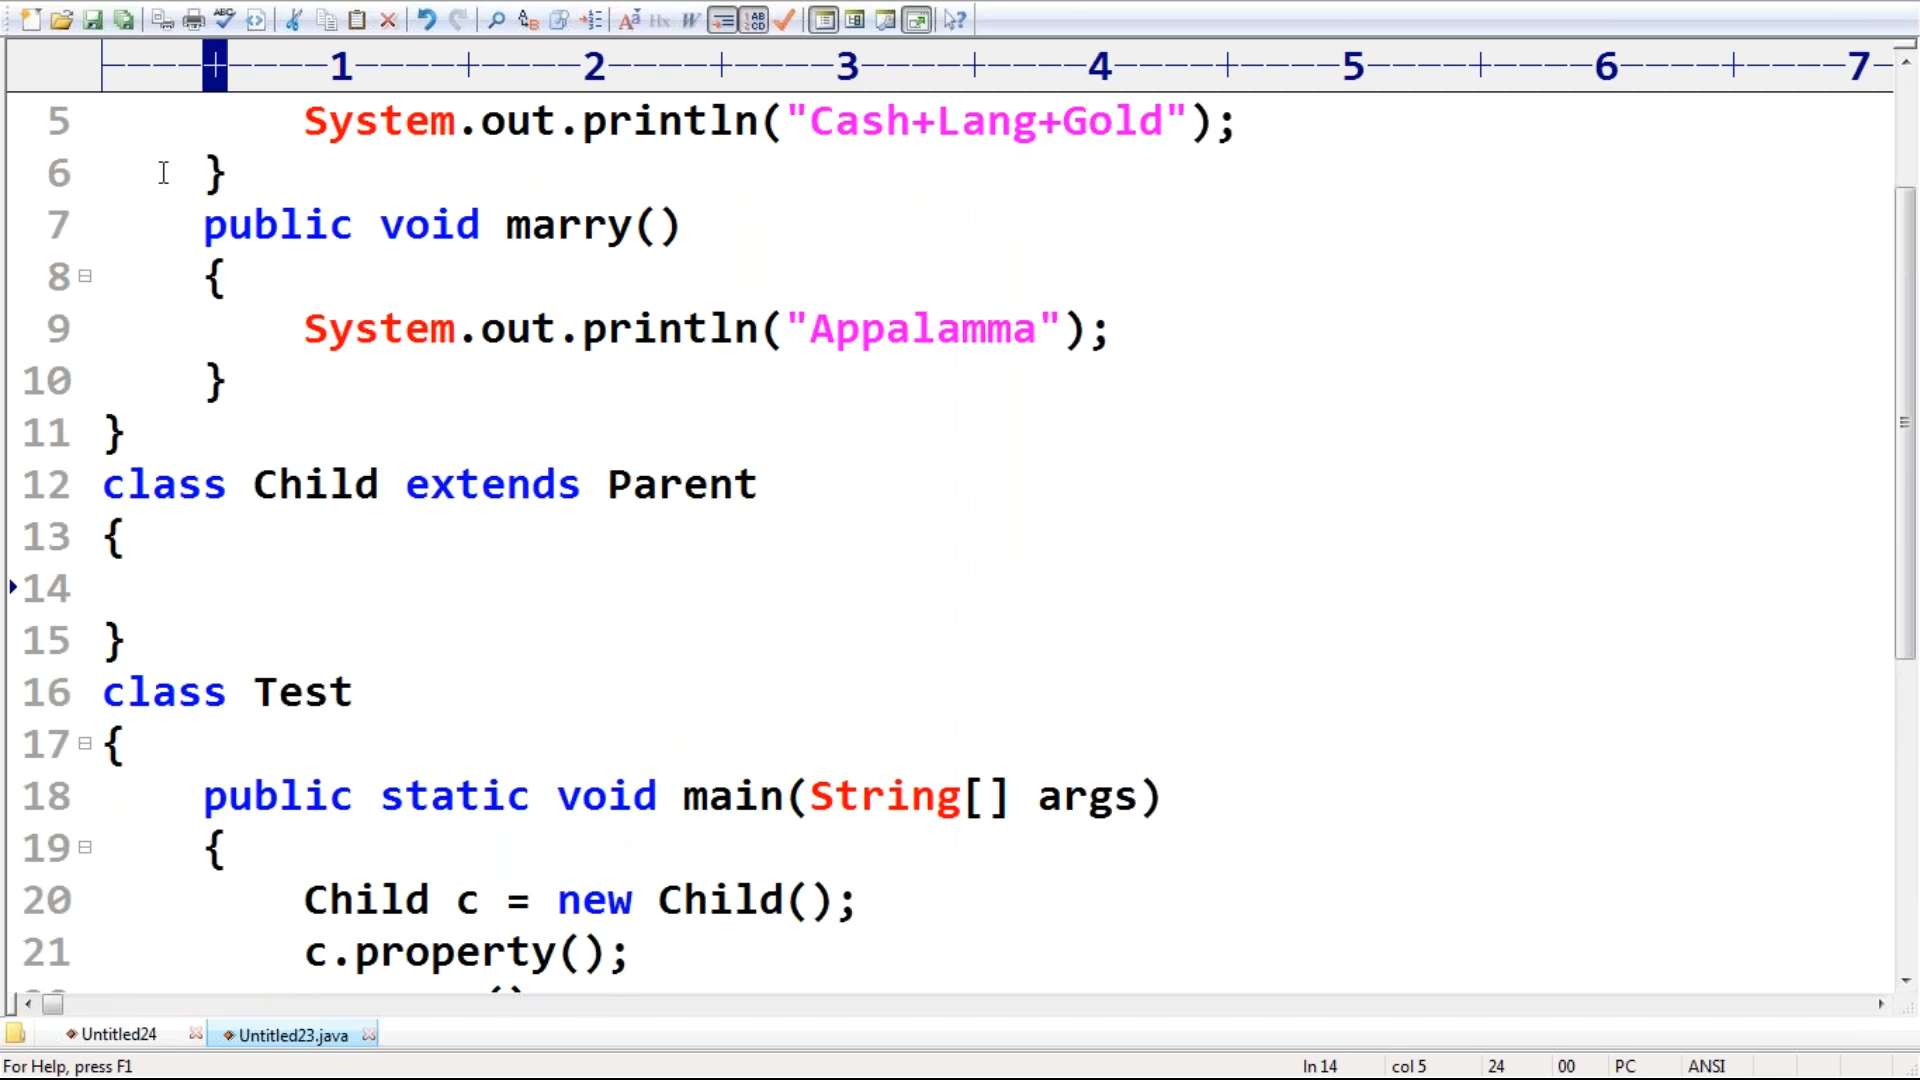 1 2 3 4 5 6 7
5 System.out.println("Cash+Lang+Gold");
6 }
7 public void marry()
8 {
9 System.out.println("Appalamma");
10 }
11 }
12 class Child extends Parent
13 {
14
15 }
16 class Test
17 {
18 public static void main(String[] args)
19 {
20 Child c = new Child();
21 c.property();
Untitled24 Untitled23.java
For Help, press F1 ln 14 col 5 24 00 PC ANSI